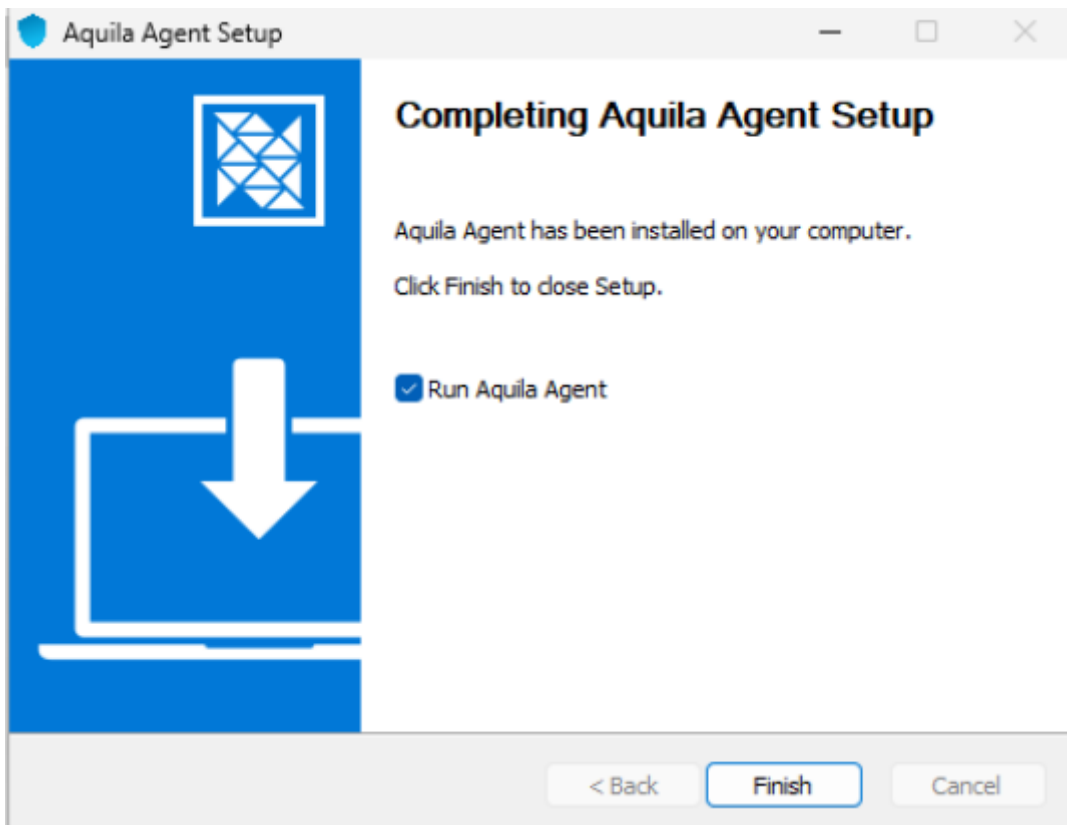 Aquila Agent Setup
Completing Aquila Agent Setup
Aquila Agent has been installed on your computer.
Click Finish to close Setup.
Run Aquila Agent
< Back
Finish
Cancel